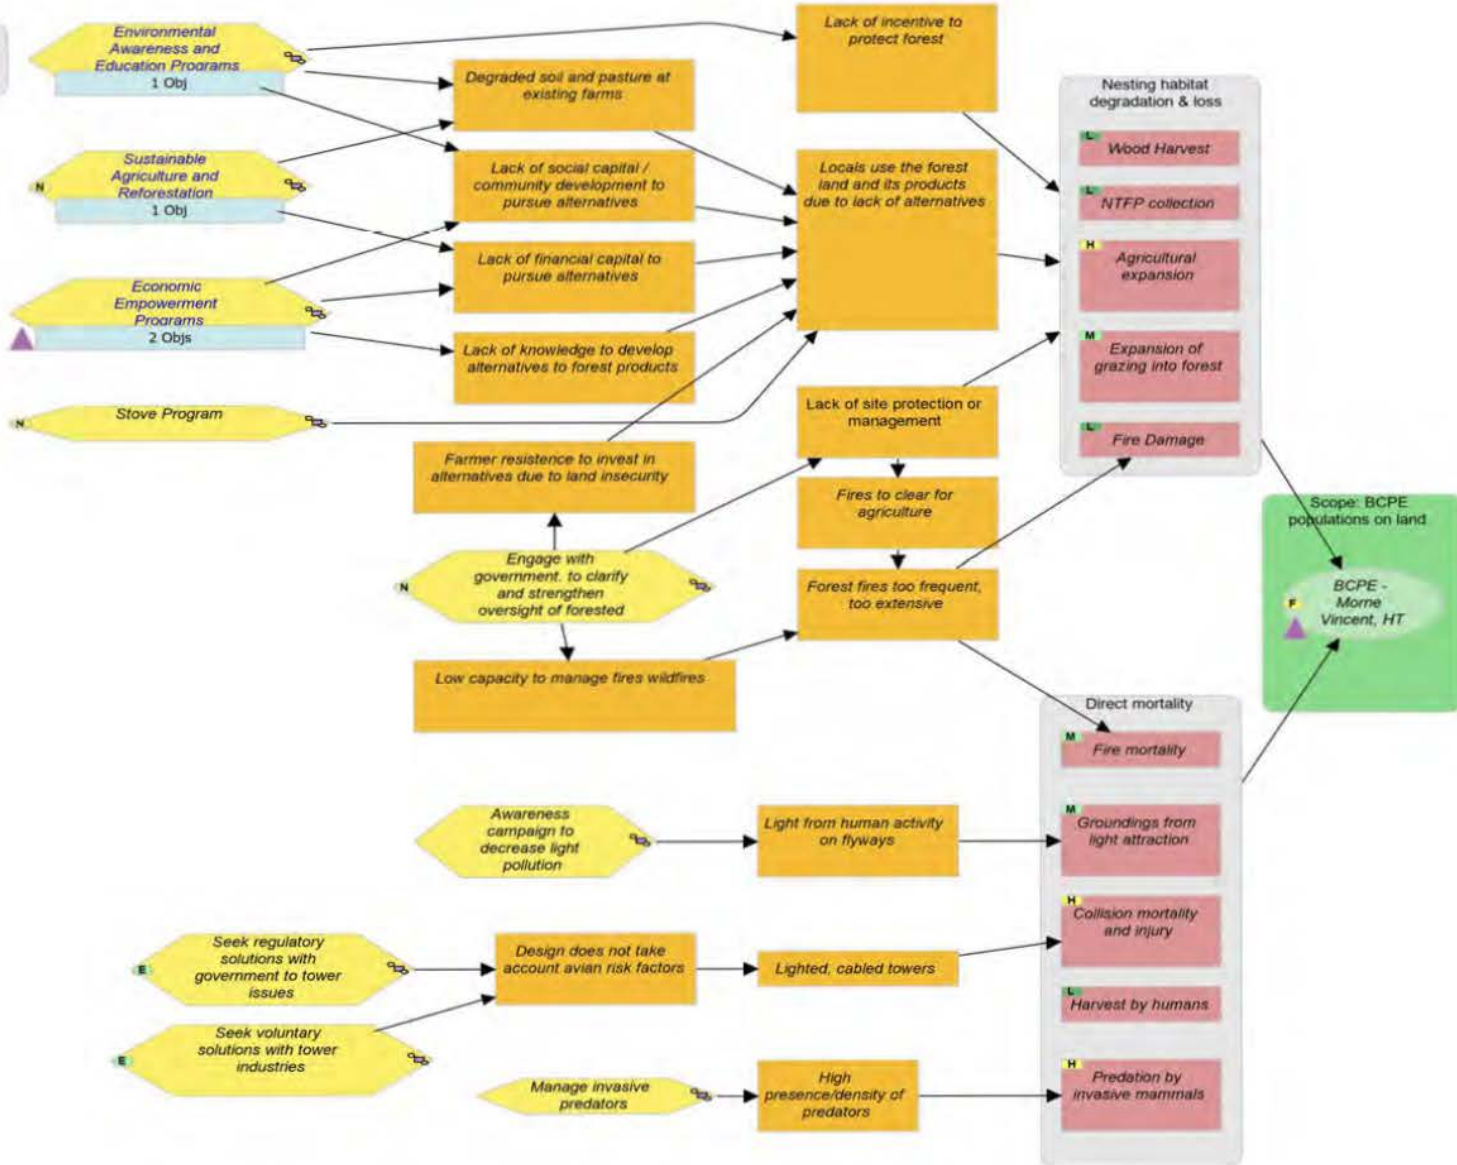 Environmental
Awareness and
Education Programs
1 Obj
N
Sustainable
Agriculture and
Reforestation
1 Obj
Economic
Empowerment
Programs
2 Objs
N
Stove Program
Degraded soil and pasture at
existing farms
Lack of social capital /
community development to
pursue alternatives
Lack of financial capital to
pursue alternatives
Lack of knowledge to develop
alternatives to forest products
Farmer resistence to invest in
alternatives due to land insecurity
N
Engage with
government. to clarify
and strengthen
oversight of forested
Low capacity to manage fires wildfires
Lack of incentive to
protect forest
Locals use the forest
land and its products
due to lack of alternatives
Lack of site protection or
management
Fires to clear for
agriculture
Forest fires too frequent,
too extensive
Nesting habitat
degradation & loss
L
Wood Harvest
L
NTFP collection
H
Agricultural
expansion
M
Expansion of
grazing into forest
L
Fire Damage
Scope: BCPE
populations on land
F
BCPE -
Morne
Vincent, HT
Direct mortality
M
Fire mortality
Awareness
campaign to
decrease light
pollution
Light from human activity
on flyways
M
Groundings from
light attraction
E
Seek regulatory
solutions with
government to tower
issues
E
Seek voluntary
solutions with tower
industries
Design does not take
account avian risk factors
Lighted, cabled towers
H
Collision mortality
and injury
L
Harvest by humans
Manage invasive
predators
High
presence/density of
predators
H
Predation by
invasive mammals